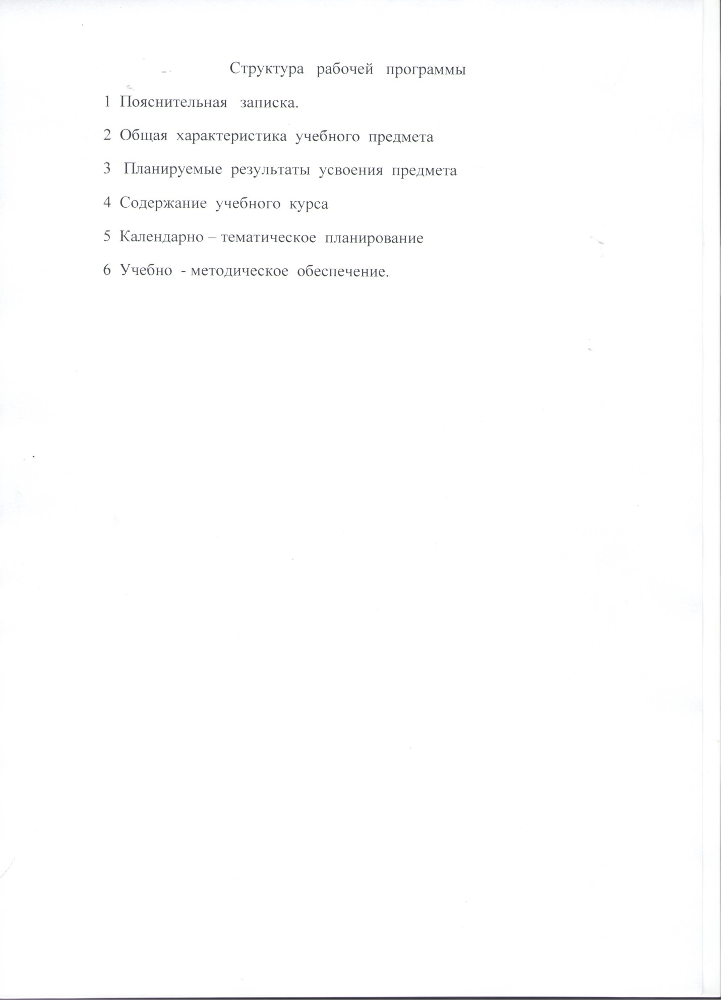 Структура рабочей программы
1 Пояснительная записка.
2 Общая характеристика учебного предмета
3 Планируемые результаты усвоения предмета
4 Содержание учебного курса
5 Календарно – тематическое планирование
6 Учебно - методическое обеспечение.